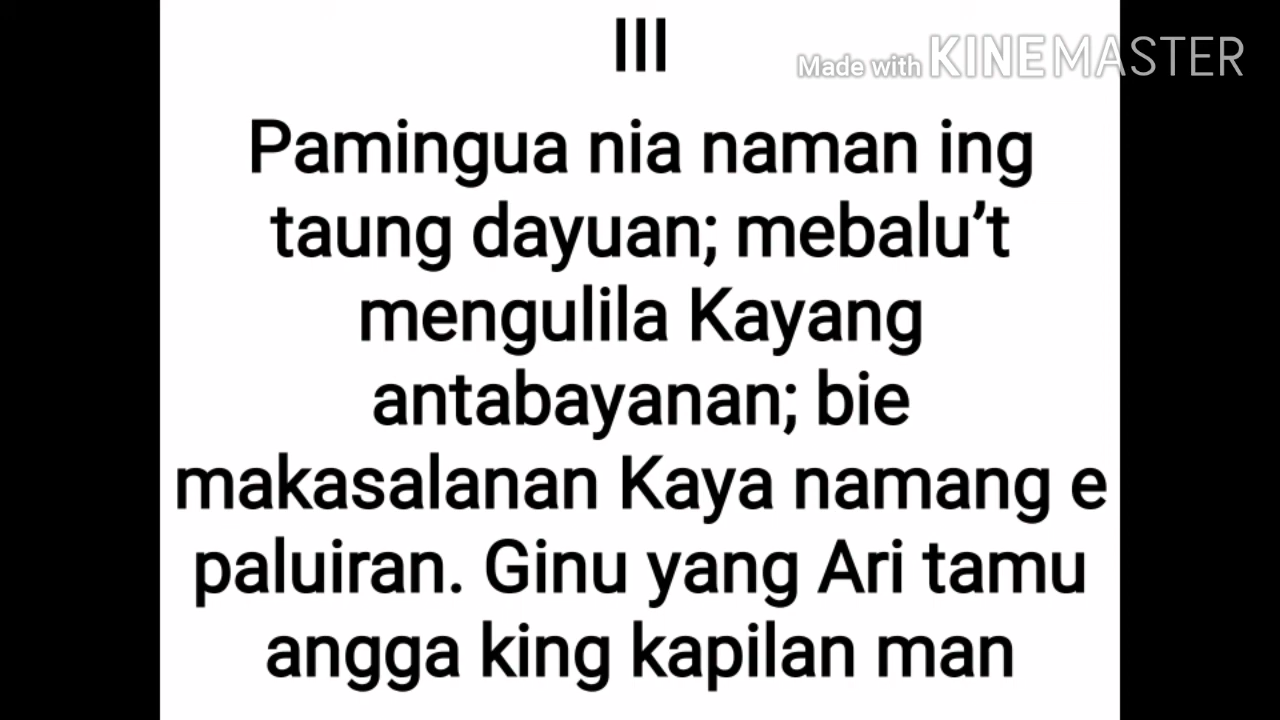 III
Made with KINEMASTER
Pamingua nia naman ing
taung dayuan; mebalu’t
mengulila Kayang
antabayanan; bie
makasalanan Kaya namang e
paluiran. Ginu yang Ari tamu
angga king kapilan man